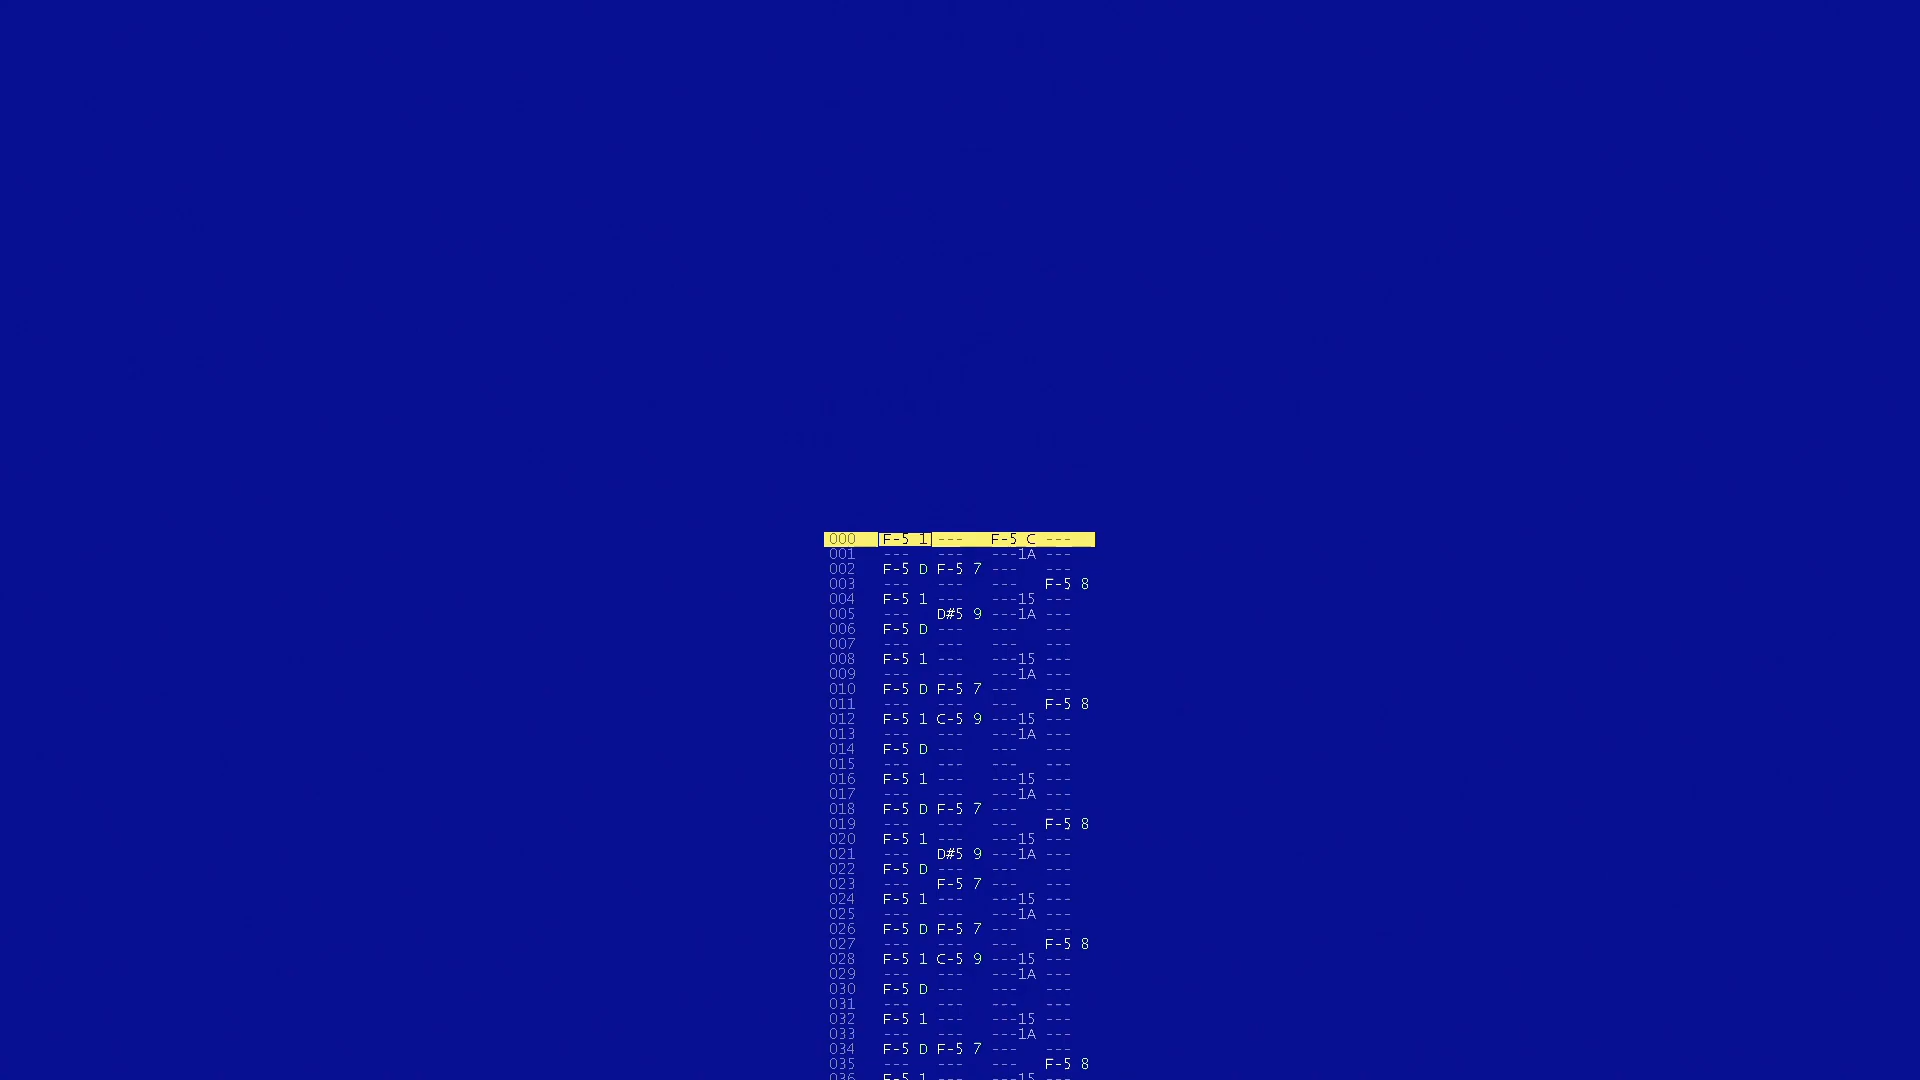 000 F-5 1 --- F-5 C ---
001 --- --- ---1A ---
002 F-5 D F-5 7 --- ---
003 --- --- --- F-5 8
004 F-5 1 --- ---15 ---
005 --- D#5 9 ---1A ---
006 F-5 D --- --- ---
007 --- --- --- ---
008 F-5 1 --- ---15 ---
009 --- --- ---1A ---
010 F-5 D F-5 7 --- ---
011 --- --- --- F-5 8
012 F-5 1 C-5 9 ---15 ---
013 --- --- ---1A ---
014 F-5 D --- --- ---
015 --- --- --- ---
016 F-5 1 --- ---15 ---
017 --- --- ---1A ---
018 F-5 D F-5 7 --- ---
019 --- --- --- F-5 8
020 F-5 1 --- ---15 ---
021 --- D#5 9 ---1A ---
022 F-5 D --- --- ---
023 --- F-5 7 --- ---
024 F-5 1 --- ---15 ---
025 --- --- ---1A ---
026 F-5 D F-5 7 --- ---
027 --- --- --- F-5 8
028 F-5 1 C-5 9 ---15 ---
029 --- --- ---1A ---
030 F-5 D --- --- ---
031 --- --- --- ---
032 F-5 1 --- ---15 ---
033 --- --- ---1A ---
034 F-5 D F-5 7 --- ---
035 --- --- --- F-5 8
036 F-5 1 --- ---15 ---